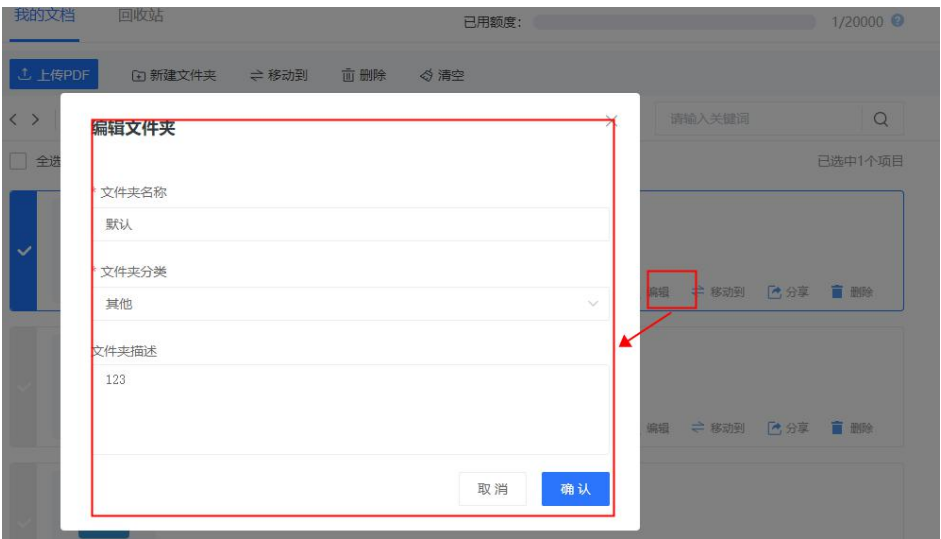 我的文档 回收站 已用额度: 1/20000
上传PDF 新建文件夹 移动到 删除 清空
编辑文件夹
请输入关键词
全选 已选中1个项目
* 文件夹名称
默认
* 文件夹分类
其他
编辑 移动到 分享 删除
文件夹描述
123
编辑 移动到 分享 删除
取消 确认